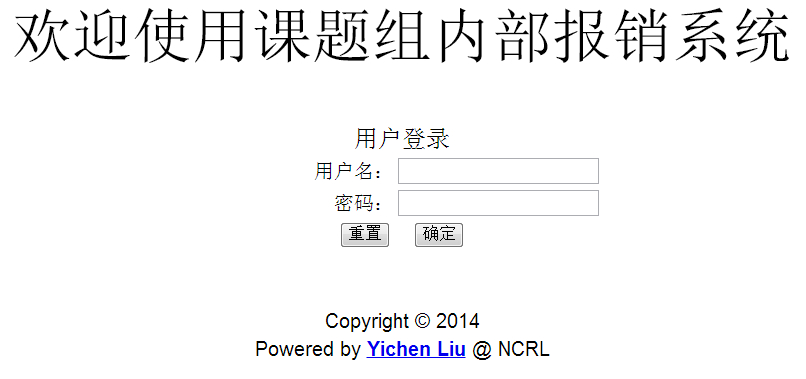 欢迎使用课题组内部报销系统
用户登录
用户名：
密码：
重置 确定
Copyright © 2014
Powered by Yichen Liu @ NCRL